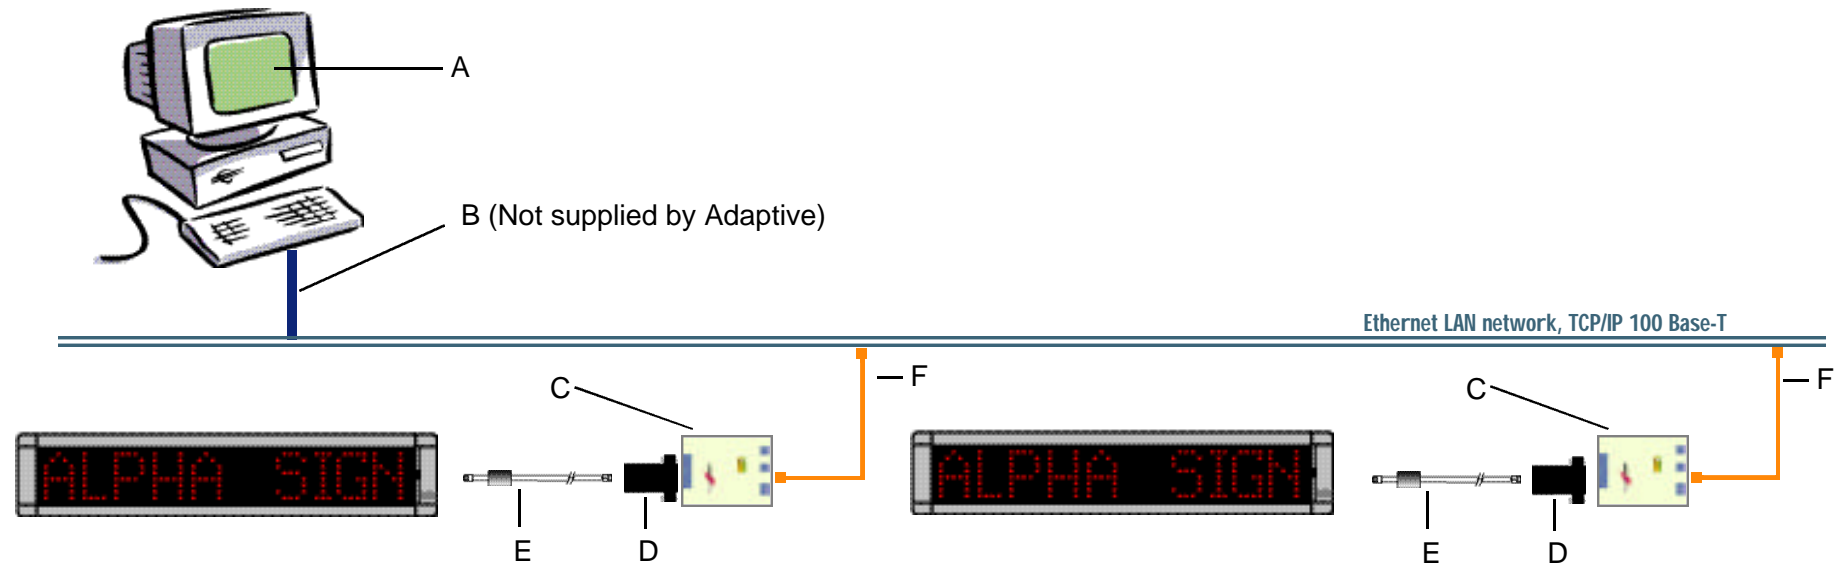 A
B (Not supplied by Adaptive)
Ethernet LAN network, TCP/IP 100 Base-T
F
F
C
C
ALPHA SIGN
ALPHA SIGN
E
D
E
D